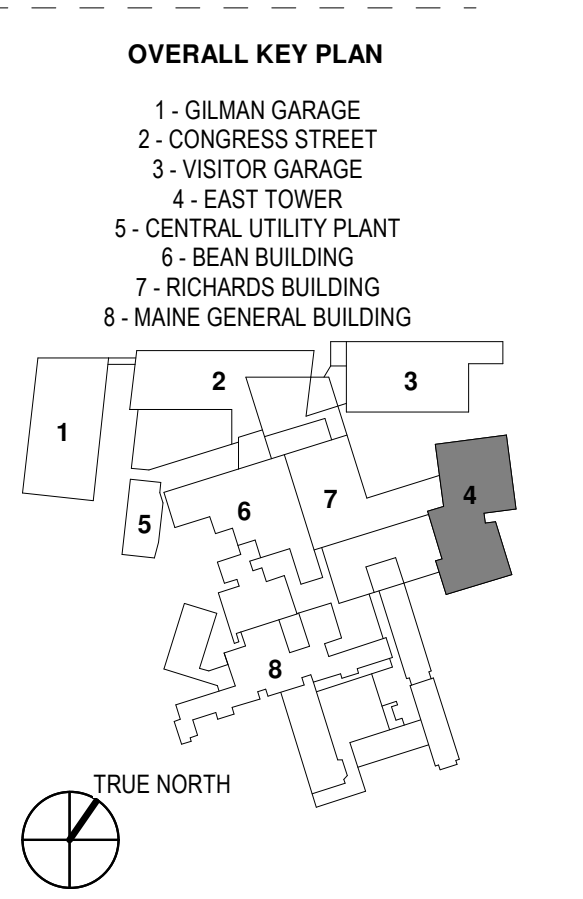 OVERALL KEY PLAN
1 - GILMAN GARAGE
2 - CONGRESS STREET
3 - VISITOR GARAGE
4 - EAST TOWER
5 - CENTRAL UTILITY PLANT
6 - BEAN BUILDING
7 - RICHARDS BUILDING
8 - MAINE GENERAL BUILDING
2
3
1
4
7
6
5
8
TRUE NORTH